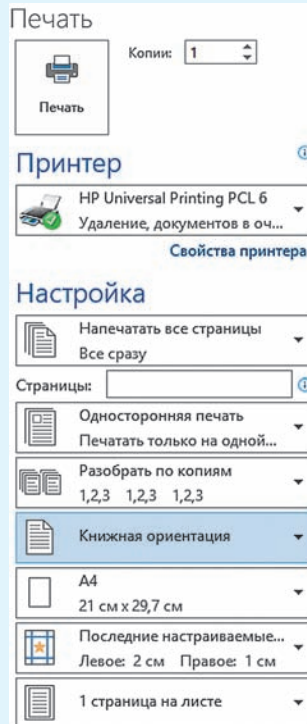 Печать
Копии: 1
Печать
Принтер
HP Universal Printing PCL 6
Удаление, документов в оч...
Свойства принтера
Настройка
Напечатать все страницы
Все сразу
Страницы:
Односторонняя печать
Печатать только на одной...
Разобрать по копиям
1,2,3 1,2,3 1,2,3
Книжная ориентация
A4
21 см x 29,7 см
Последние настраиваемые...
Левое: 2 см Правое: 1 см
1 страница на листе